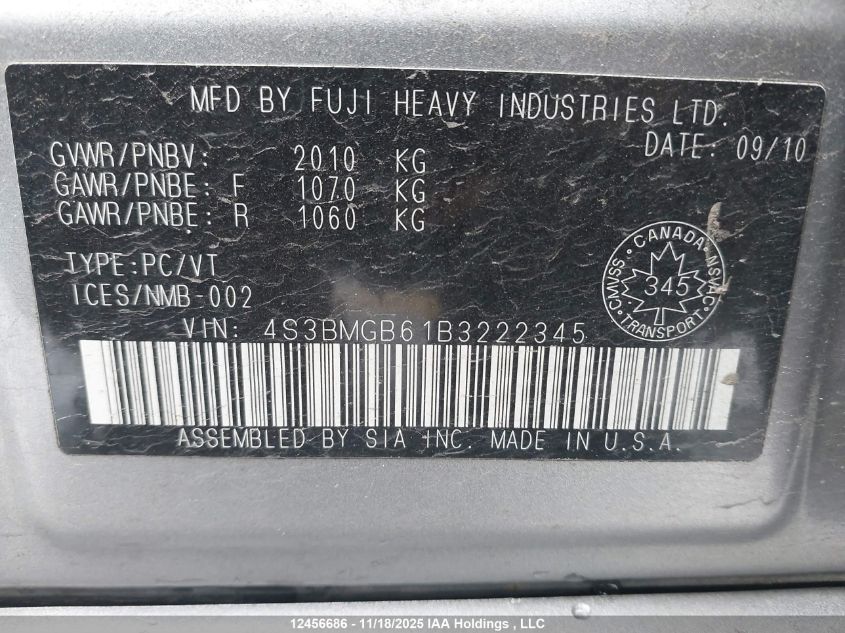 MFD BY FUJI HEAVY INDUSTRIES LTD.
DATE: 09/10
GVWR/PNBV: 2010 KG
GAWR/PNBE: F 1070 KG
GAWR/PNBE: R 1060 KG
TYPE:PC/VT
ICES/NMB-002
CANADA
CMVSS 345 NSVAC
TRANSPORT
VIN: 4S3BMGB61B3222345
ASSEMBLED BY SIA INC. MADE IN U.S.A.
12456686 - 11/18/2025 IAA Holdings , LLC